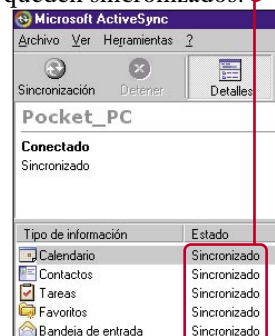 queden sincronizados.
Microsoft ActiveSync
Archivo Ver Herramientas ?
Sincronización Detener Detalles
Pocket_PC
Conectado
Sincronizado
Tipo de información Estado
Calendario Sincronizado
Contactos Sincronizado
Tareas Sincronizado
Favoritos Sincronizado
Bandeja de entrada Sincronizado